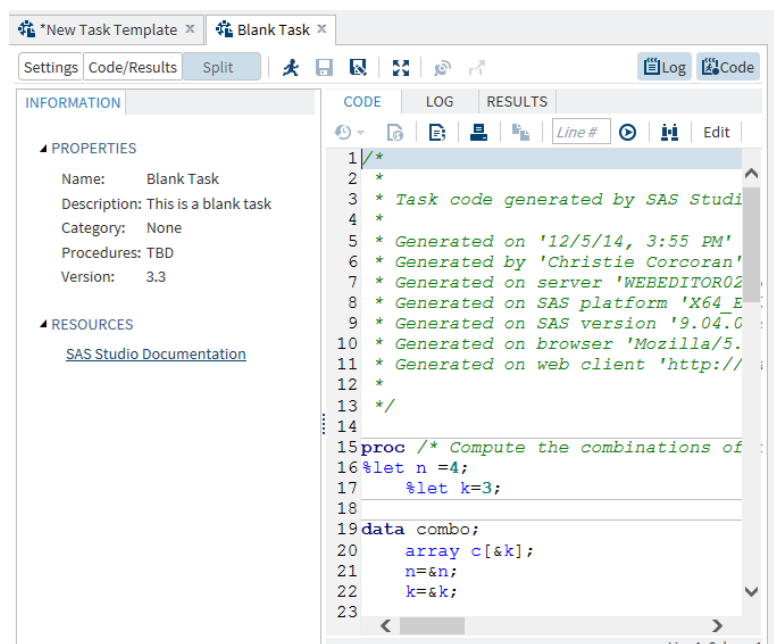 *New Task Template × Blank Task ×
Settings Code/Results Split Log Code
INFORMATION
PROPERTIES
Name: Blank Task
Description: This is a blank task
Category: None
Procedures: TBD
Version: 3.3
RESOURCES
SAS Studio Documentation
CODE LOG RESULTS
Line # Edit
1 /*
2 *
3 * Task code generated by SAS Studi
4 *
5 * Generated on '12/5/14, 3:55 PM'
6 * Generated by 'Christie Corcoran'
7 * Generated on server 'WEBEDITOR02
8 * Generated on SAS platform 'X64_E
9 * Generated on SAS version '9.04.0
10 * Generated on browser 'Mozilla/5.
11 * Generated on web client 'http://
12 *
13 */
14
15 proc /* Compute the combinations of
16 %let n =4;
17 %let k=3;
18
19 data combo;
20 array c[&k];
21 n=&n;
22 k=&k;
23